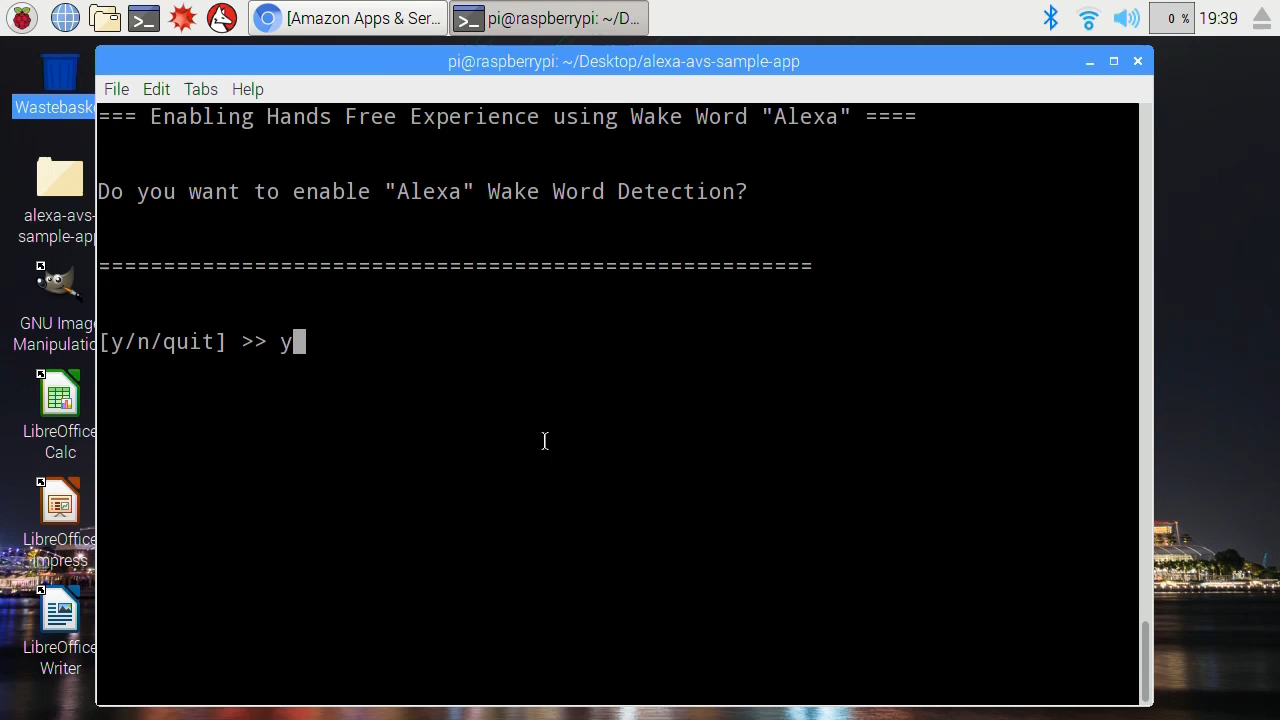 [Amazon Apps & Ser...
pi@raspberrypi: ~/D...
0 %
19:39
pi@raspberrypi: ~/Desktop/alexa-avs-sample-app
File Edit Tabs Help
=== Enabling Hands Free Experience using Wake Word "Alexa" ====
Do you want to enable "Alexa" Wake Word Detection?
=======================================================
[y/n/quit] >> y
Wastebaske
alexa-avs-
sample-app
GNU Imag
Manipulatio
LibreOffice
Calc
LibreOffice
Impress
LibreOffice
Writer